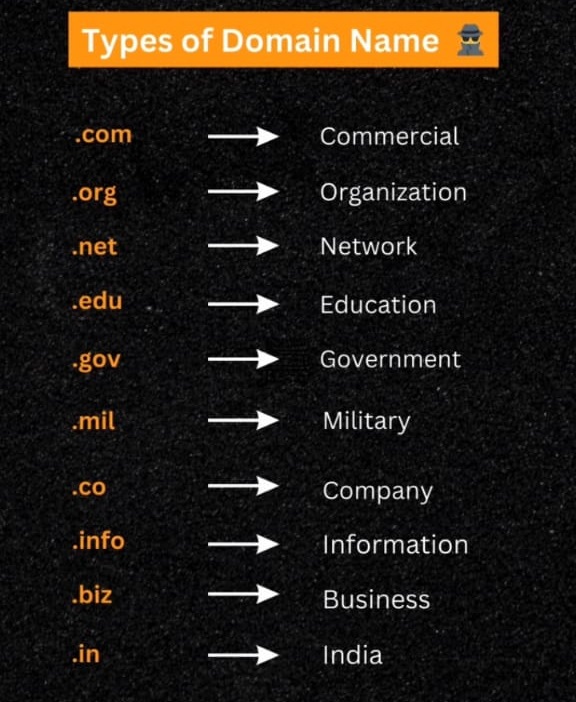 Types of Domain Name
.com Commercial
.org Organization
.net Network
.edu Education
.gov Government
.mil Military
.co Company
.info Information
.biz Business
.in India